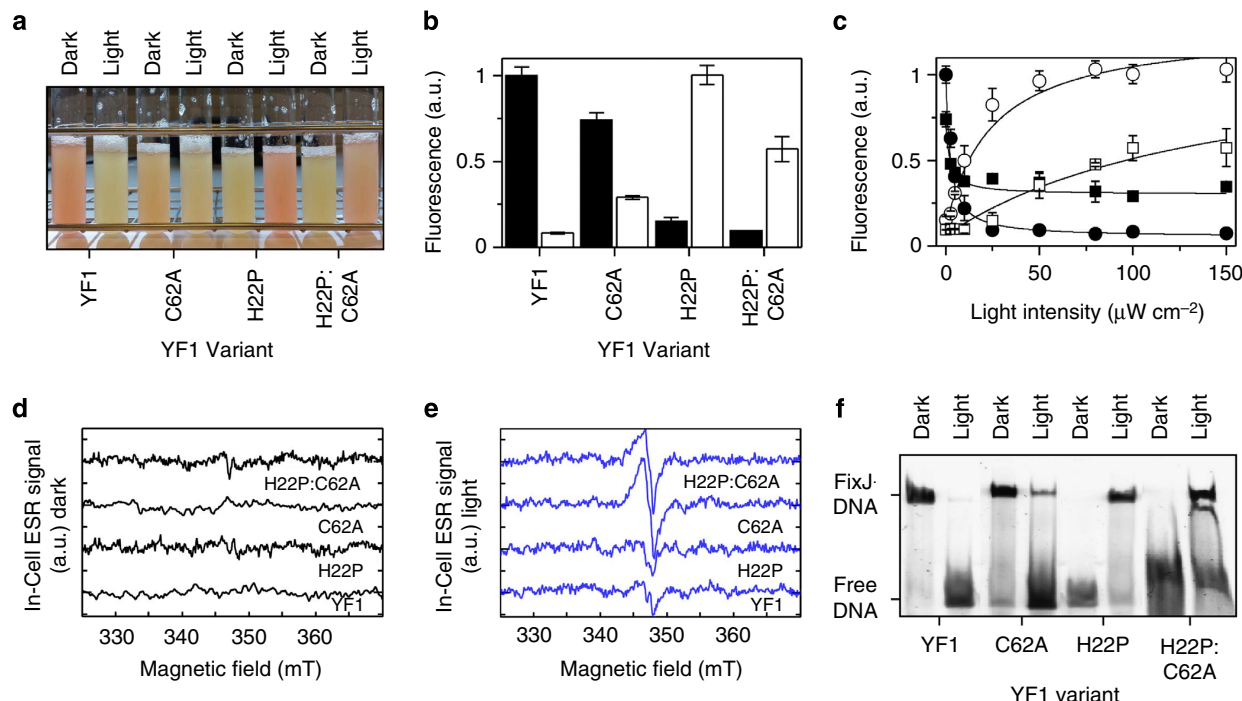 a
Dark Light Dark Light Dark Light Dark Light
YF1
C62A
H22P
H22P:
C62A
YF1 Variant
b
Fluorescence (a.u.)
1
0.5
0
YF1
C62A
H22P
H22P:
C62A
YF1 Variant
c
Fluorescence (a.u.)
1
0.5
0
0 50 100 150
Light intensity (µW cm–2)
d
In-Cell ESR signal
(a.u.) dark
H22P:C62A
C62A
H22P
YF1
330 340 350 360
Magnetic field (mT)
e
In-Cell ESR signal
(a.u.) light
H22P:C62A
C62A
H22P
YF1
330 340 350 360
Magnetic field (mT)
f
Dark Light Dark Light Dark Light Dark Light
FixJ·
DNA
Free
DNA
YF1 C62A H22P H22P:
C62A
YF1 variant